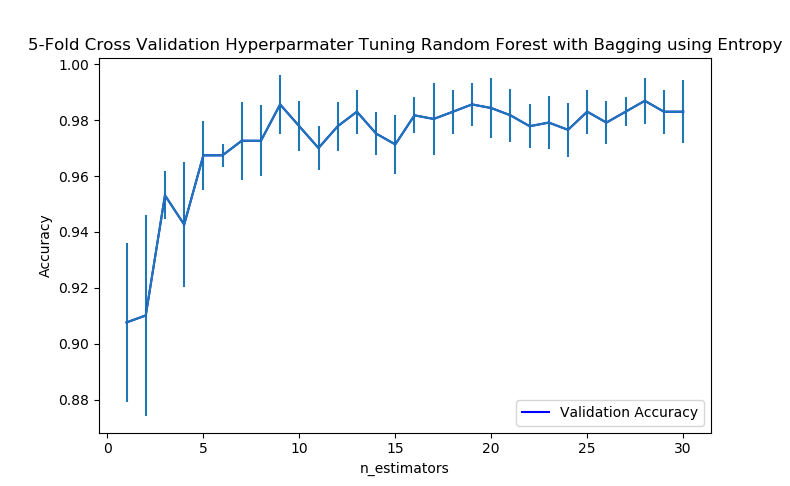 5-Fold Cross Validation Hyperparmater Tuning Random Forest with Bagging using Entropy
1.00
0.98
0.96
0.94
0.92
0.90
0.88
Accuracy
Validation Accuracy
0 5 10 15 20 25 30
n_estimators